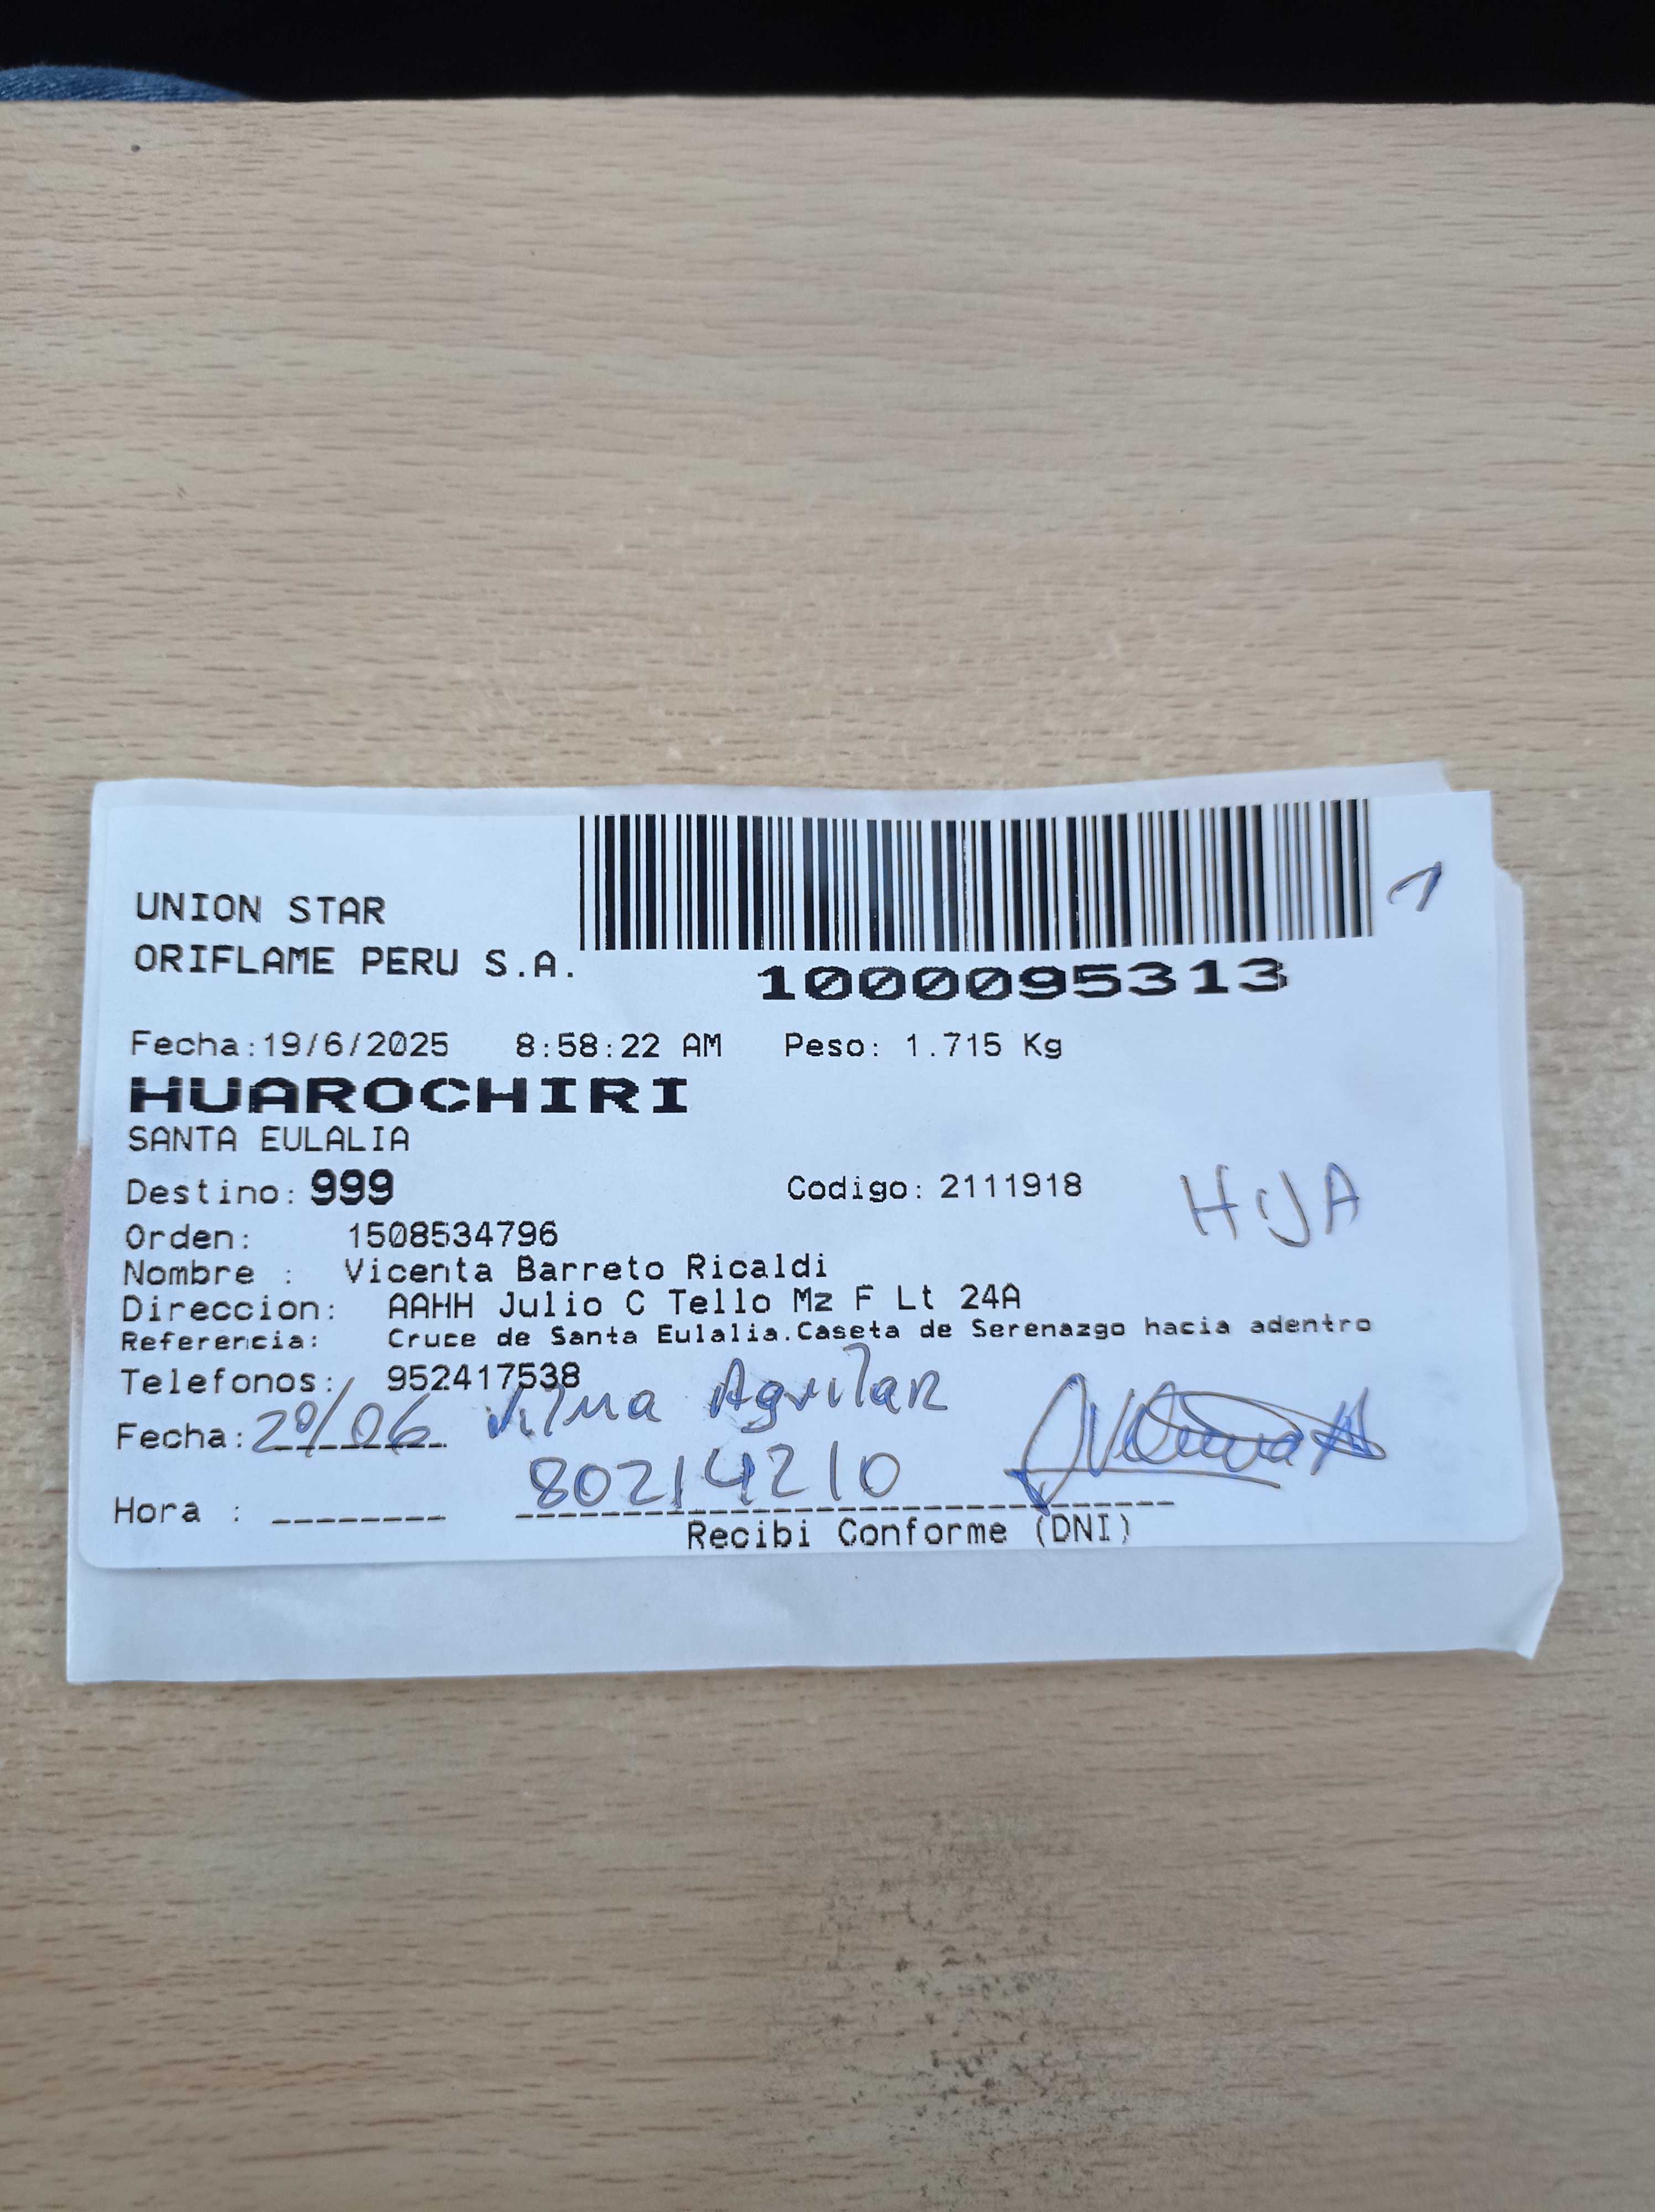 UNION STAR
ORIFLAME PERU S.A.
1
1000095313
Fecha:19/6/2025 8:58:22 AM Peso: 1.715 Kg
HUAROCHIRI
SANTA EULALIA
Destino: 999 Codigo: 2111918 HIJA
Orden: 1508534796
Nombre : Vicenta Barreto Ricaldi
Direccion: AAHH Julio C Tello Mz F Lt 24A
Referencia: Cruce de Santa Eulalia.Caseta de Serenazgo hacia adentro
Telefonos: 952417538
Fecha: 20/06 Vilma Aguilar
80214210
Hora :
Recibi Conforme (DNI)